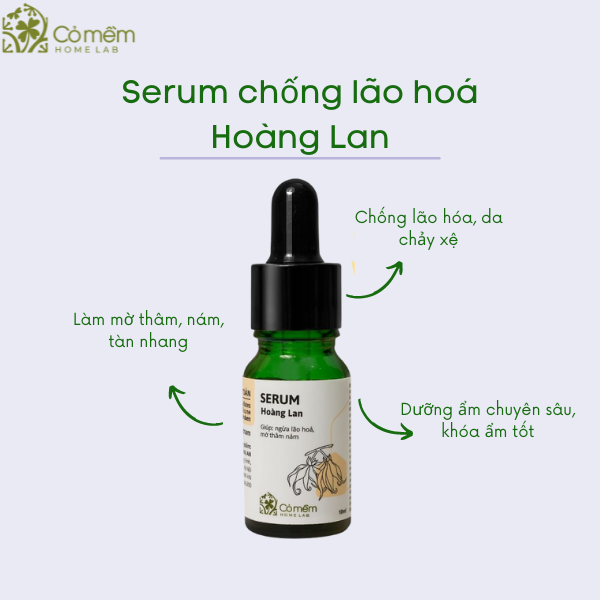 Cỏ mềm
HOME LAB
Serum chống lão hoá
Hoàng Lan
Chống lão hóa, da
chảy xệ
Làm mờ thâm, nám,
tàn nhang
Dưỡng ẩm chuyên sâu,
khóa ẩm tốt
SERUM
Hoàng Lan
Giúp: ngừa lão hoá,
mờ thâm nám
Cỏ mềm
HOME LAB
10ml